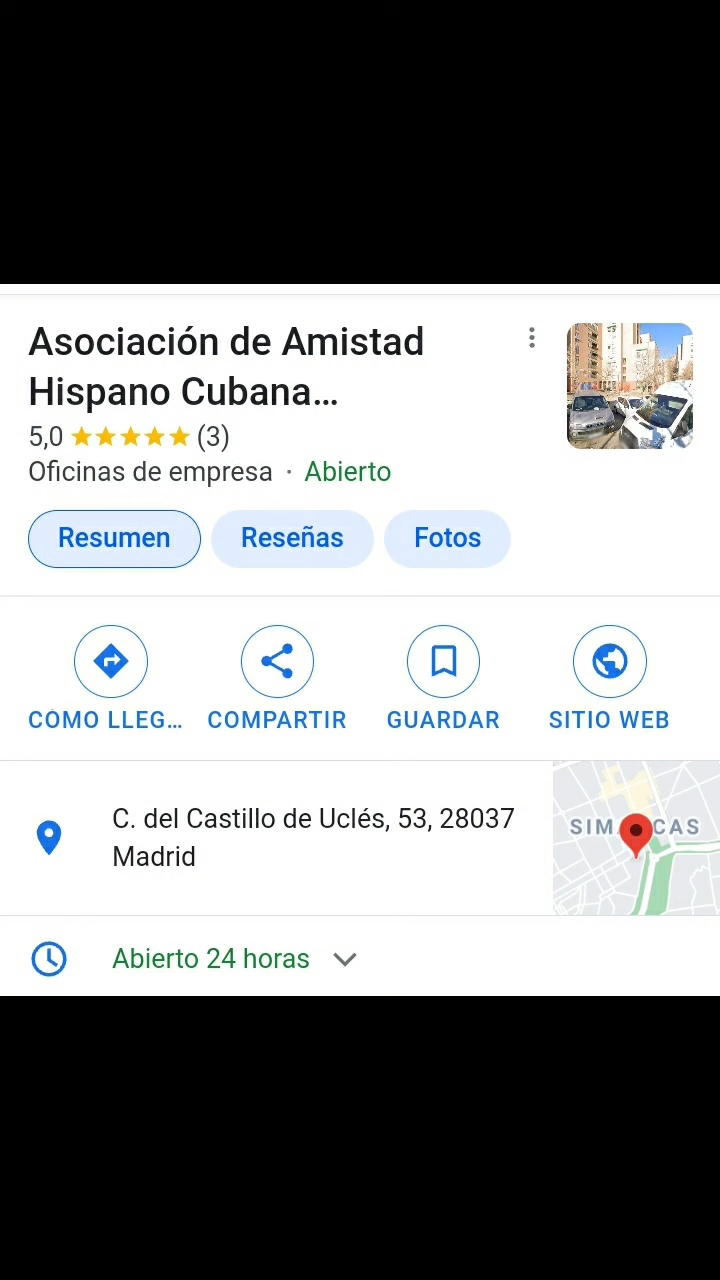 Asociación de Amistad
Hispano Cubana...
5,0 (3)
Oficinas de empresa · Abierto
Resumen Reseñas Fotos
CÓMO LLEG... COMPARTIR GUARDAR SITIO WEB
C. del Castillo de Uclés, 53, 28037
Madrid
SIM CAS
Abierto 24 horas